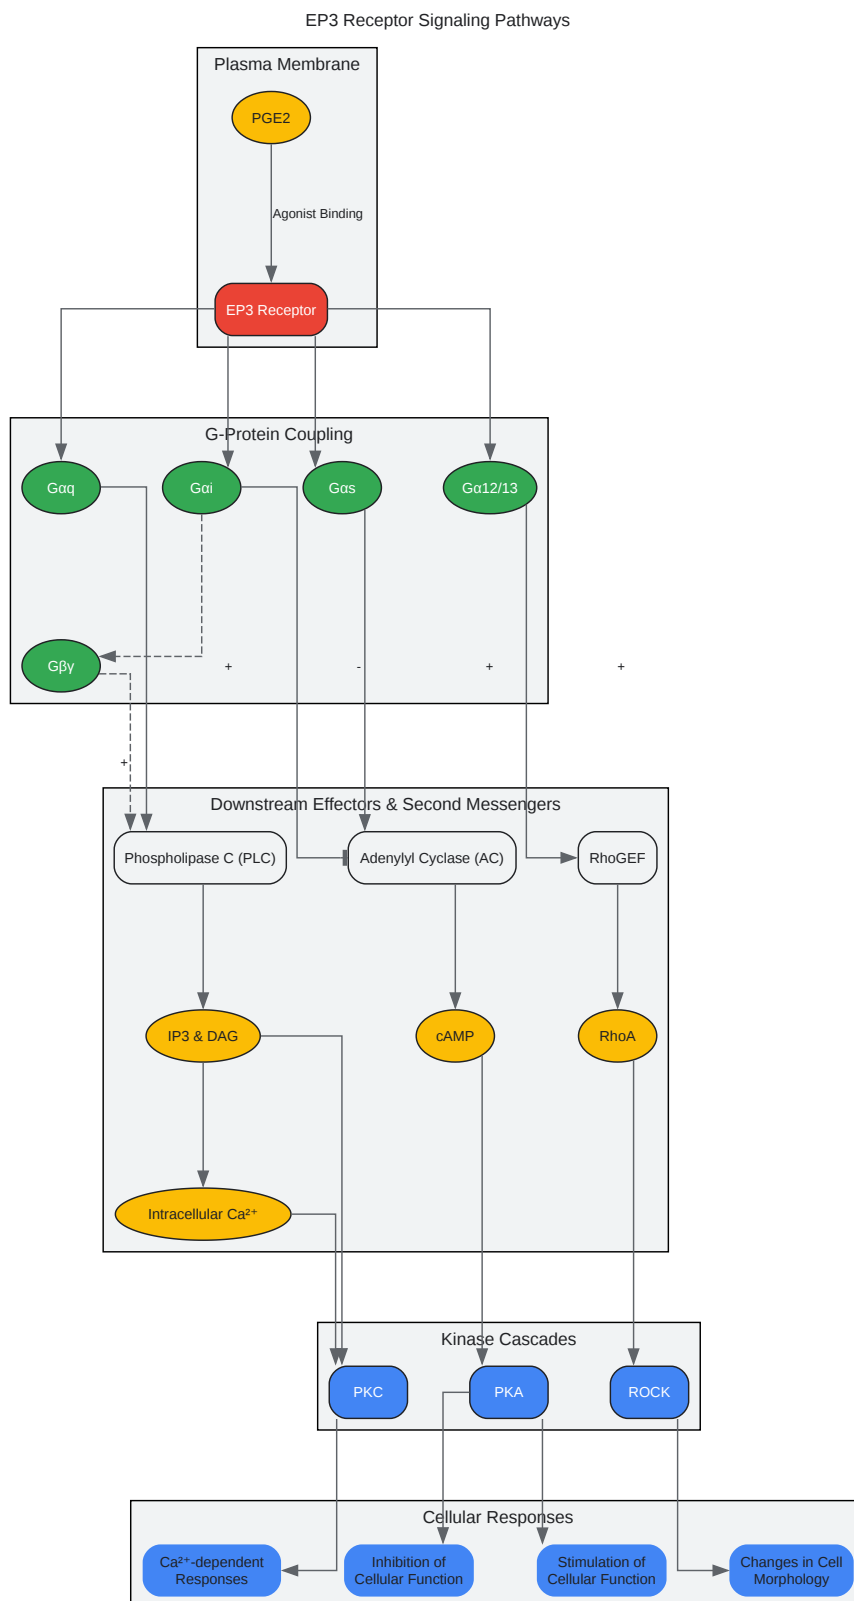 EP3 Receptor Signaling Pathways
Plasma Membrane
PGE2
Agonist Binding
EP3 Receptor
G-Protein Coupling
Gαq
Gαi
Gαs
Gα12/13
Gβγ
+
-
+
+
+
Downstream Effectors & Second Messengers
Phospholipase C (PLC)
Adenylyl Cyclase (AC)
RhoGEF
IP3 & DAG
cAMP
RhoA
Intracellular Ca²⁺
Kinase Cascades
PKC
PKA
ROCK
Cellular Responses
Ca²⁺-dependent
Responses
Inhibition of
Cellular Function
Stimulation of
Cellular Function
Changes in Cell
Morphology